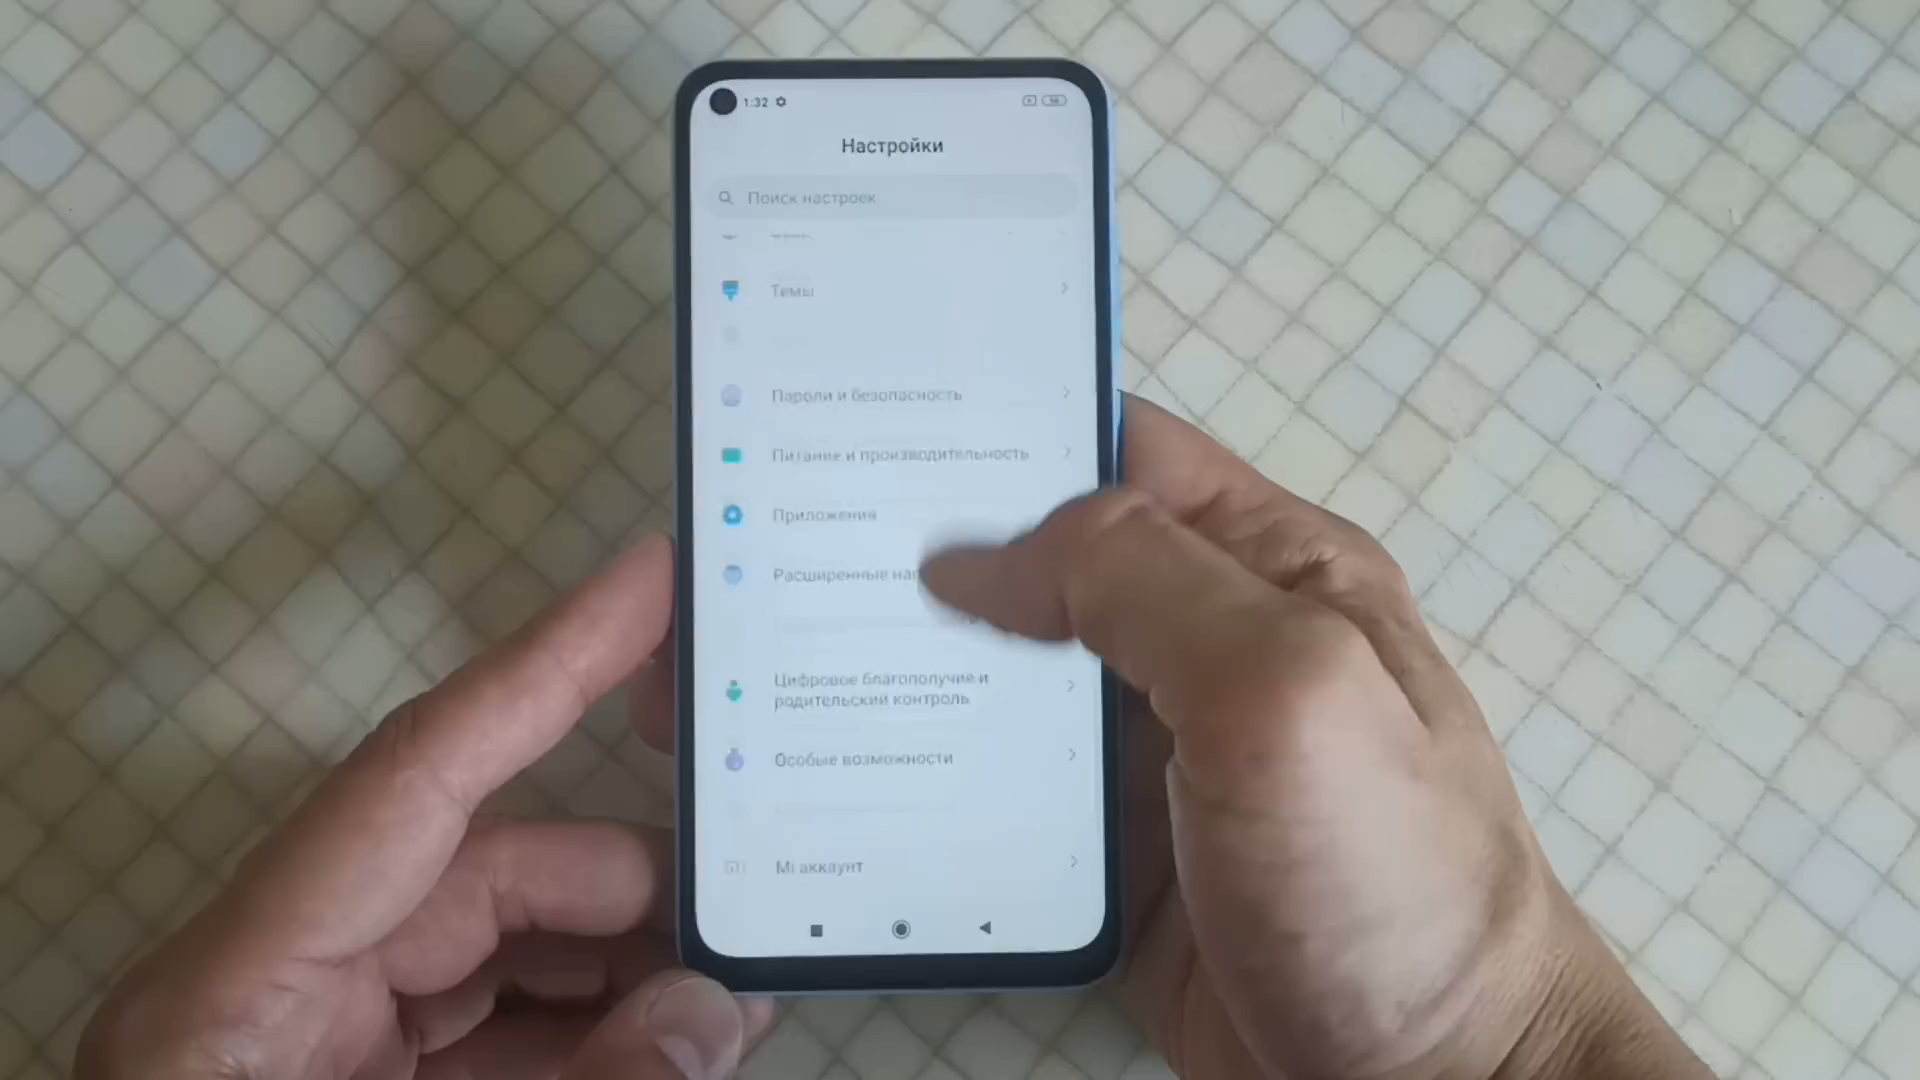 1:32
Настройки
Поиск настроек
Темы
Пароли и безопасность
Питание и производительность
Приложения
Расширенные
Цифровое благополучие и
родительский контроль
Особые возможности
Mi аккаунт